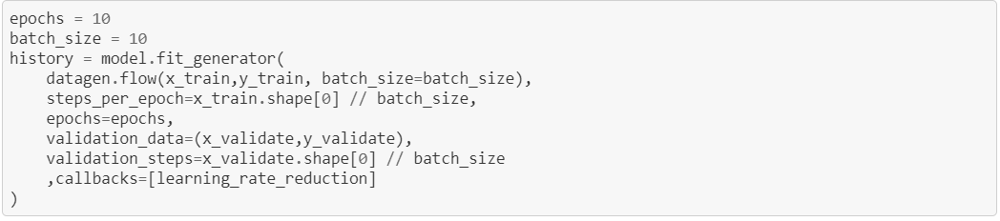 epochs = 10
batch_size = 10
history = model.fit_generator(
    datagen.flow(x_train,y_train, batch_size=batch_size),
    steps_per_epoch=x_train.shape[0] // batch_size,
    epochs=epochs,
    validation_data=(x_validate,y_validate),
    validation_steps=x_validate.shape[0] // batch_size
    ,callbacks=[learning_rate_reduction]
)